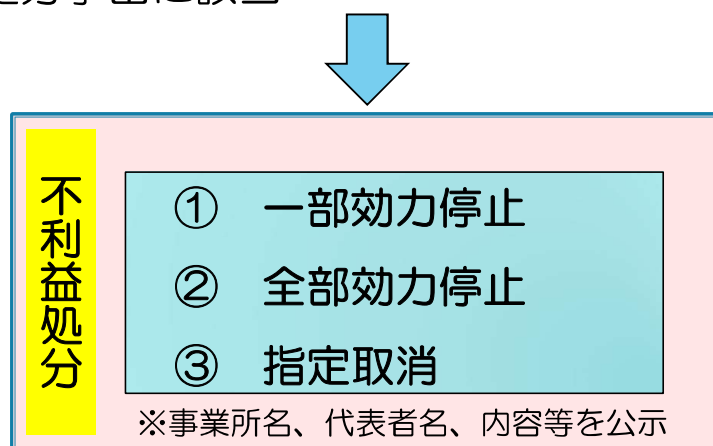 不利益処分
① 一部効力停止
② 全部効力停止
③ 指定取消
※事業所名、代表者名、内容等を公示